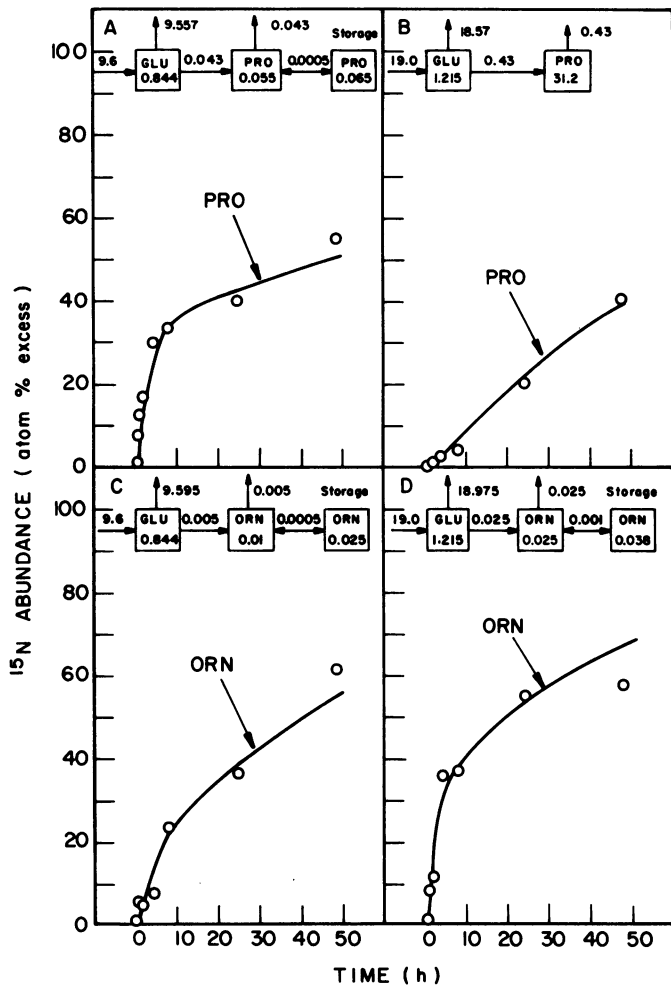 A 9.557 0.043 Storage
9.6 GLU 0.844 0.043 PRO 0.055 0.0005 PRO 0.065
B 18.57 0.43
19.0 GLU 1.215 0.43 PRO 31.2
100
80
60
40
20
0
PRO
PRO
C 9.595 0.005 Storage
9.6 GLU 0.844 0.005 ORN 0.01 0.0005 ORN 0.025
D 18.975 0.025 Storage
19.0 GLU 1.215 0.025 ORN 0.025 0.001 ORN 0.038
100
80
60
40
20
0
ORN
ORN
0 10 20 30 40 50 0 10 20 30 40 50
15N ABUNDANCE ( atom % excess )
TIME (h)